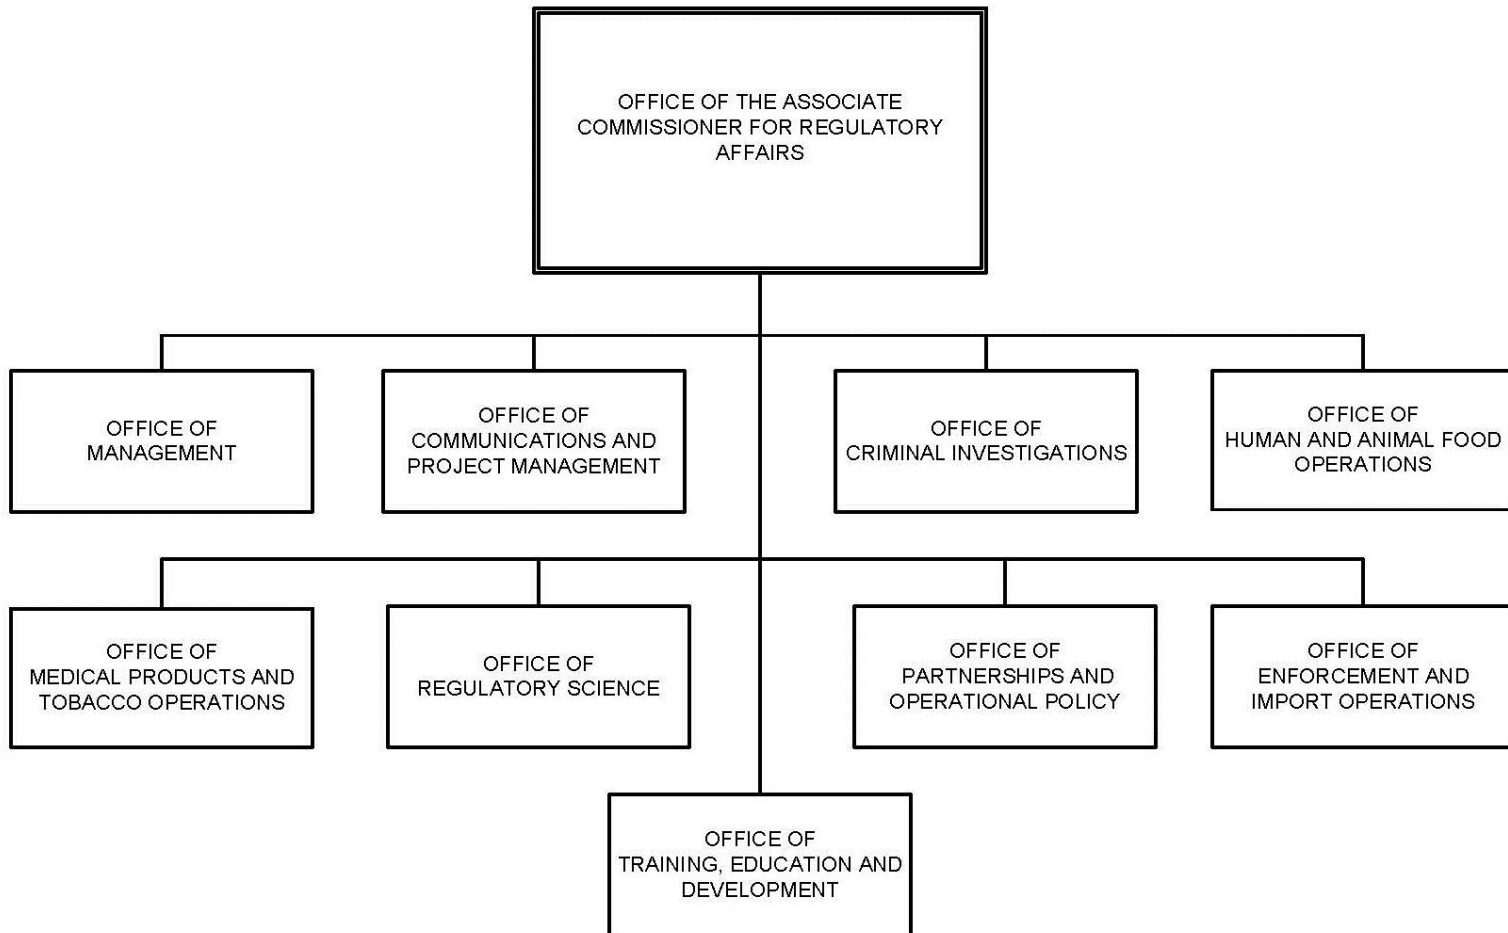 OFFICE OF THE ASSOCIATE
COMMISSIONER FOR REGULATORY
AFFAIRS
OFFICE OF
MANAGEMENT
OFFICE OF
COMMUNICATIONS AND
PROJECT MANAGEMENT
OFFICE OF
CRIMINAL INVESTIGATIONS
OFFICE OF
HUMAN AND ANIMAL FOOD
OPERATIONS
OFFICE OF
MEDICAL PRODUCTS AND
TOBACCO OPERATIONS
OFFICE OF
REGULATORY SCIENCE
OFFICE OF
PARTNERSHIPS AND
OPERATIONAL POLICY
OFFICE OF
ENFORCEMENT AND
IMPORT OPERATIONS
OFFICE OF
TRAINING, EDUCATION AND
DEVELOPMENT